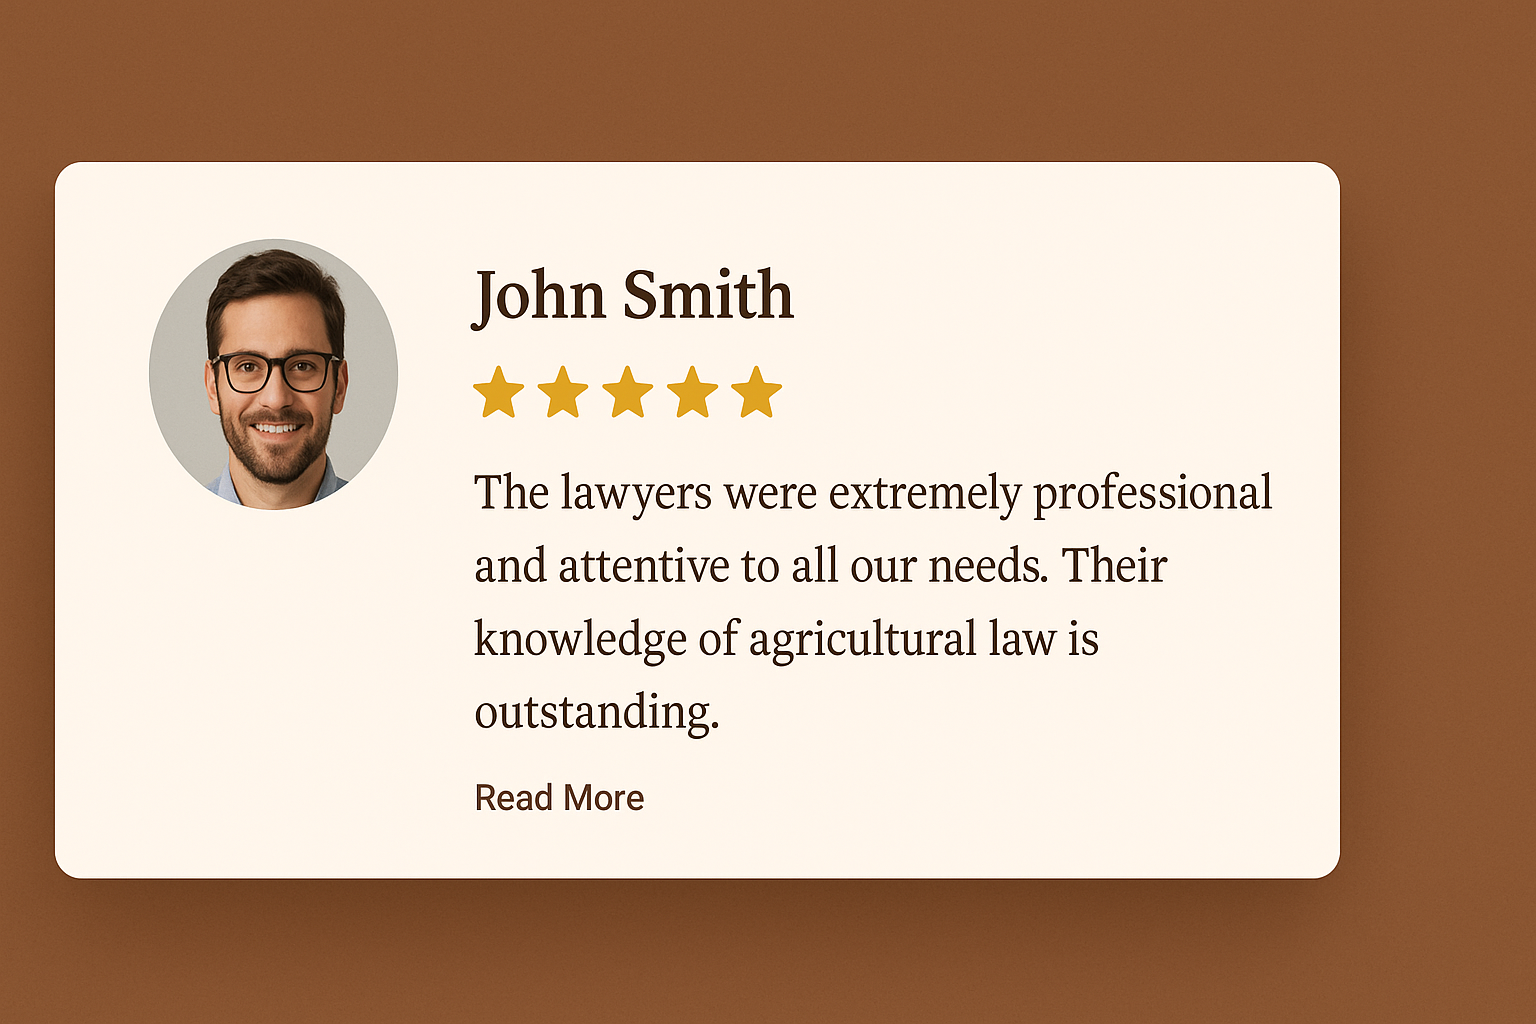 John Smith
The lawyers were extremely professional
and attentive to all our needs. Their
knowledge of agricultural law is
outstanding.
Read More